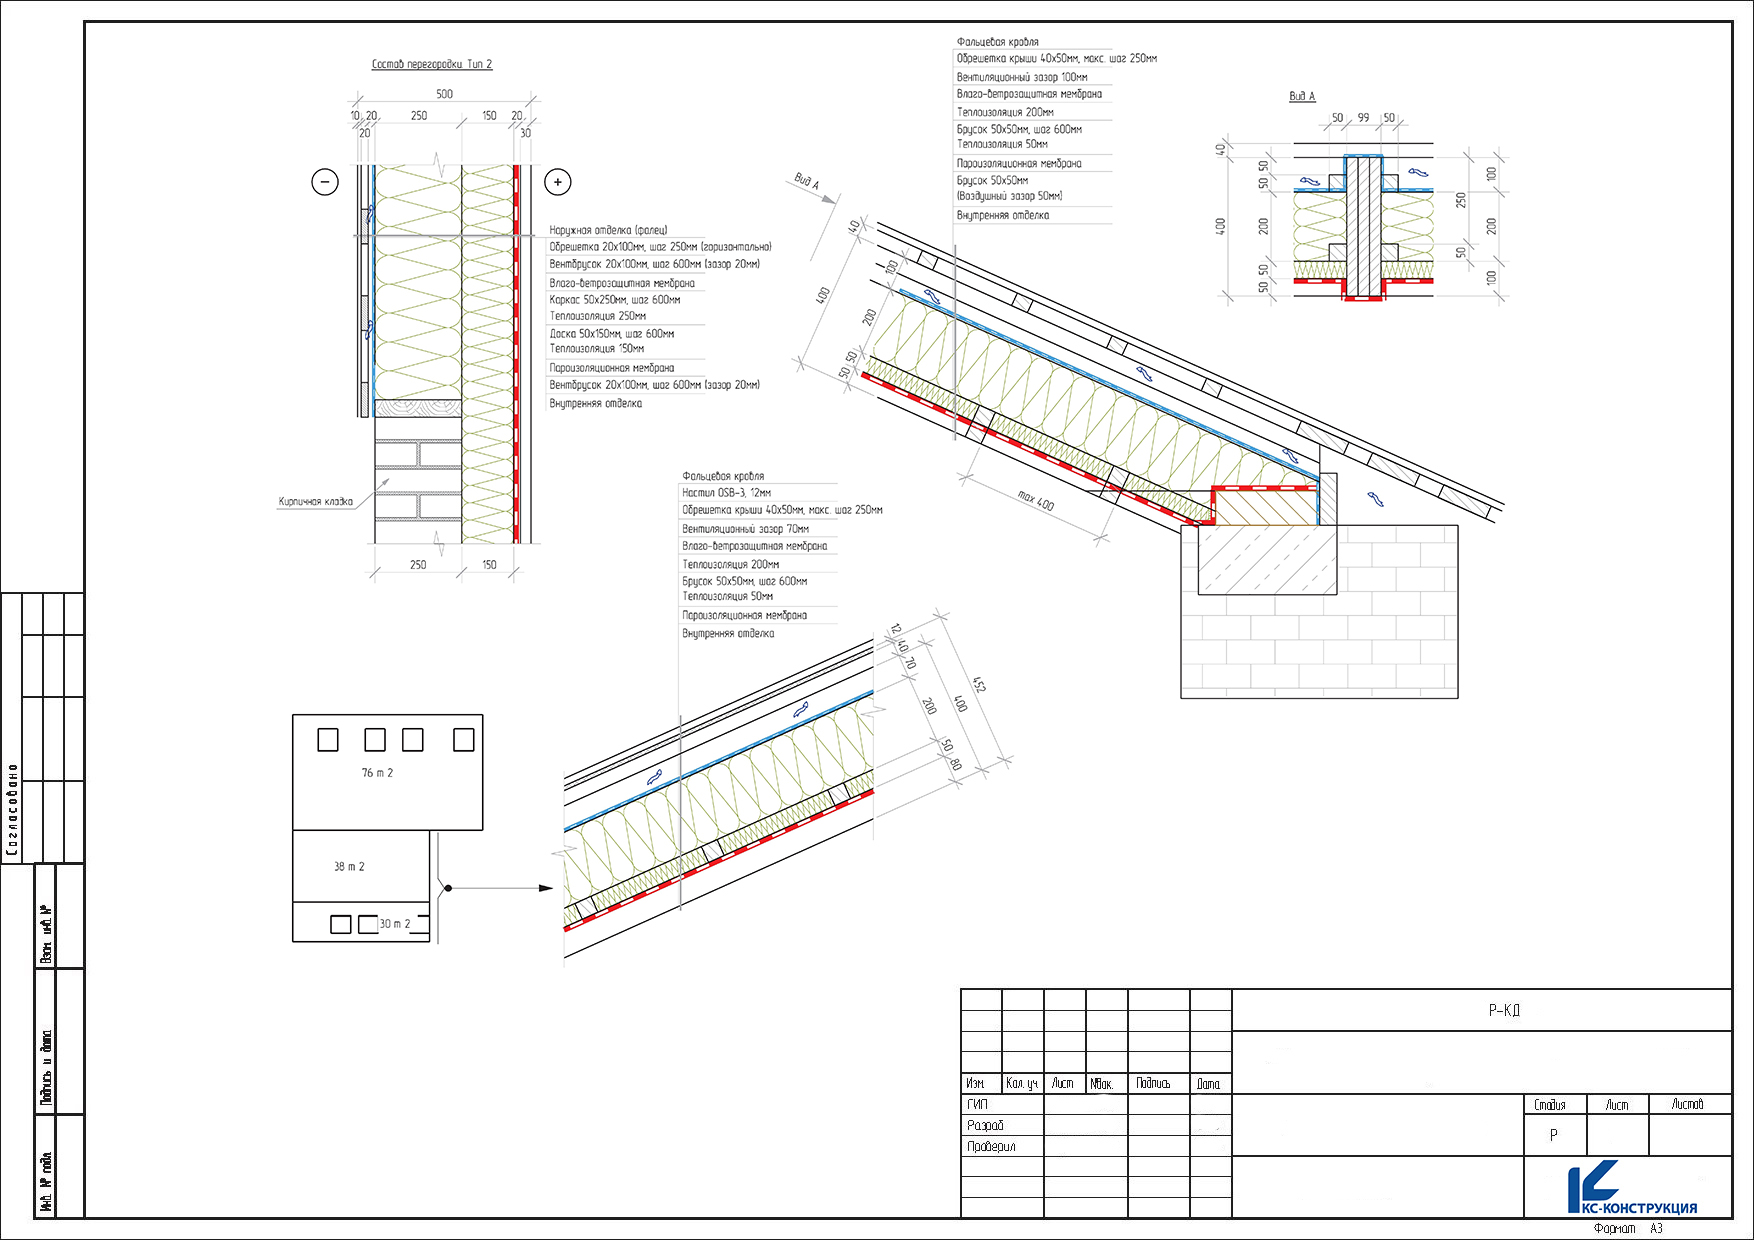 Состав перегородки. Тип 2
500
10 20 250 150 20
20 30
Наружная отделка (фалец)
Обрешетка 20х100мм, шаг 250мм (горизонтально)
Вентбрусок 20х100мм, шаг 600мм (зазор 20мм)
Влаго-ветрозащитная мембрана
Каркас 50х250мм, шаг 600мм
Теплоизоляция 250мм
Доска 50х150мм, шаг 600мм
Теплоизоляция 150мм
Пароизоляционная мембрана
Вентбрусок 20х100мм, шаг 600мм (зазор 20мм)
Внутренняя отделка
Кирпичная кладка
250 150
Фальцевая кровля
Обрешетка крыши 40х50мм, макс. шаг 250мм
Вентиляционный зазор 100мм
Влаго-ветрозащитная мембрана
Теплоизоляция 200мм
Брусок 50х50мм, шаг 600мм
Теплоизоляция 50мм
Пароизоляционная мембрана
Брусок 50х50мм
(Воздушный зазор 50мм)
Внутренняя отделка
Вид А
40
400
100
200
50
50
max 400
Вид А
50 99 50
40
400
50
50
200
50
50
250
50
100
200
100
Фальцевая кровля
Настил OSB-3, 12мм
Обрешетка крыши 40х50мм, макс. шаг 250мм
Вентиляционный зазор 70мм
Влаго-ветрозащитная мембрана
Теплоизоляция 200мм
Брусок 50х50мм, шаг 600мм
Теплоизоляция 50мм
Пароизоляционная мембрана
Внутренняя отделка
12
40
70
200
50
80
400
452
76 m 2
38 m 2
30 m 2
Согласовано
Взам. инв. №
Подпись и дата
Инв. № подл.
Р-КД
Изм. Кол. уч Лист №док. Подпись Дата
ГИП
Разраб
Проверил
Стадия Лист Листов
Р
КС-КОНСТРУКЦИЯ
Формат А3